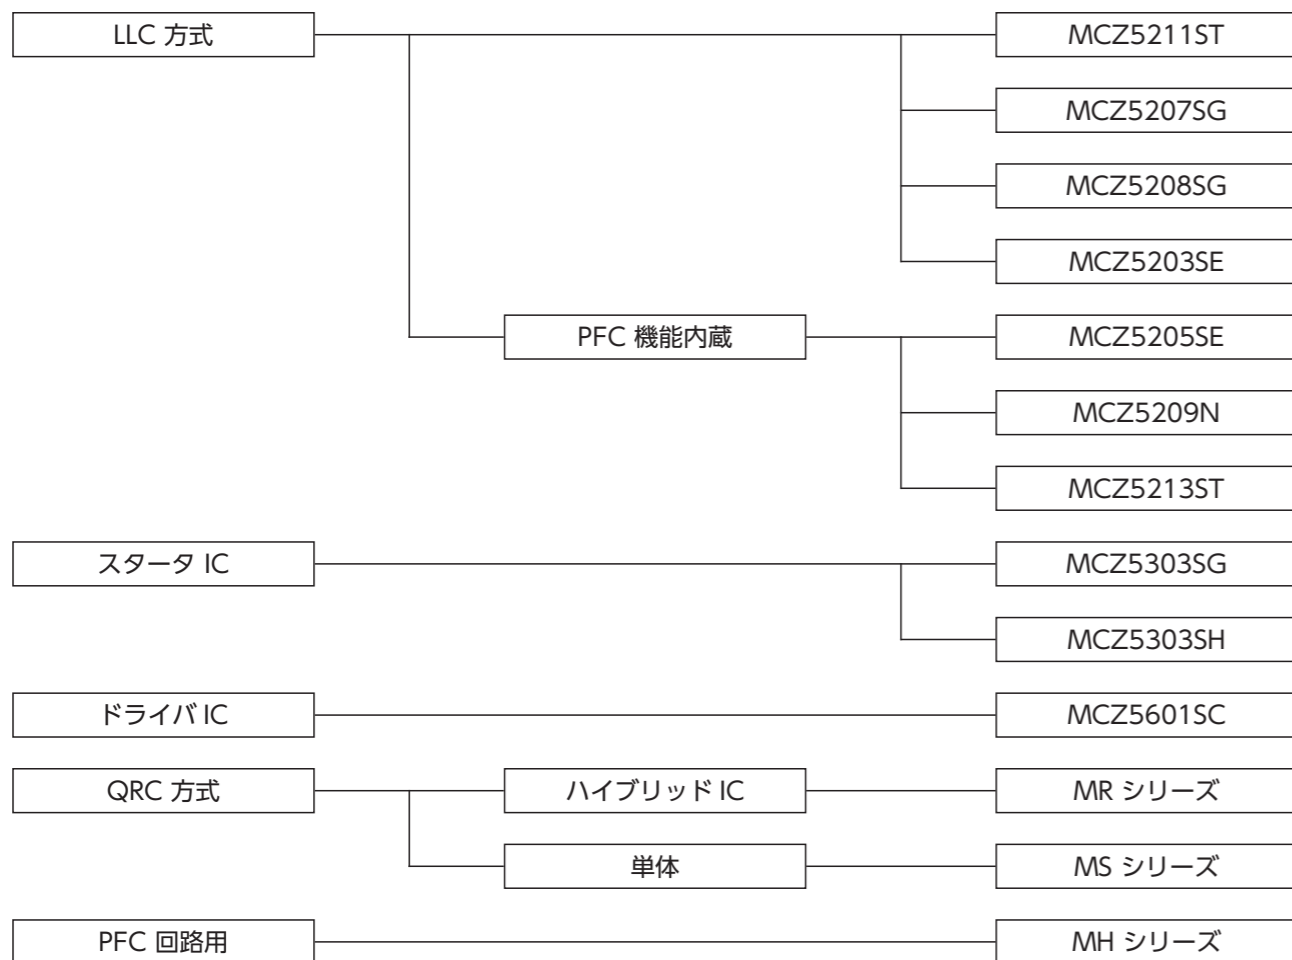 LLC 方式
MCZ5211ST
MCZ5207SG
MCZ5208SG
MCZ5203SE
PFC 機能内蔵
MCZ5205SE
MCZ5209N
MCZ5213ST
スタータ IC
MCZ5303SG
MCZ5303SH
ドライバ IC
MCZ5601SC
QRC 方式
ハイブリッド IC
MR シリーズ
単体
MS シリーズ
PFC 回路用
MH シリーズ